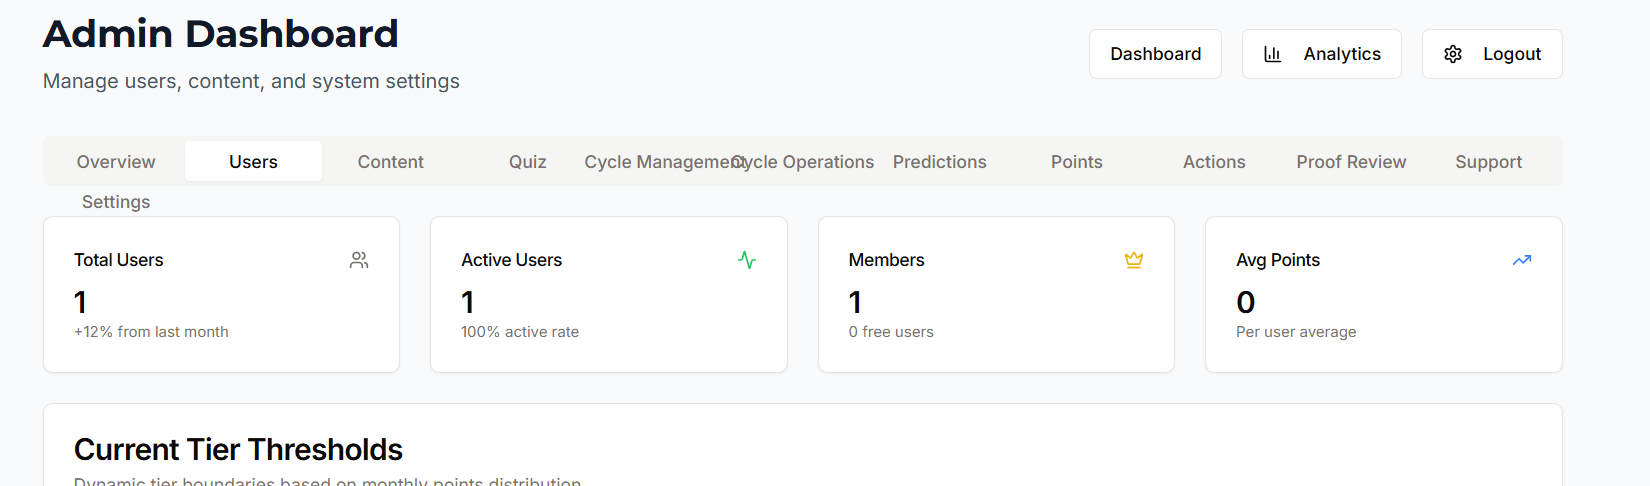 Admin Dashboard
Manage users, content, and system settings
Dashboard
Analytics
Logout
Overview
Users
Content
Quiz
Cycle Management
Cycle Operations
Predictions
Points
Actions
Proof Review
Support
Settings
Total Users
1
+12% from last month
Active Users
1
100% active rate
Members
1
0 free users
Avg Points
0
Per user average
Current Tier Thresholds
Dynamic tier boundaries based on monthly points distribution